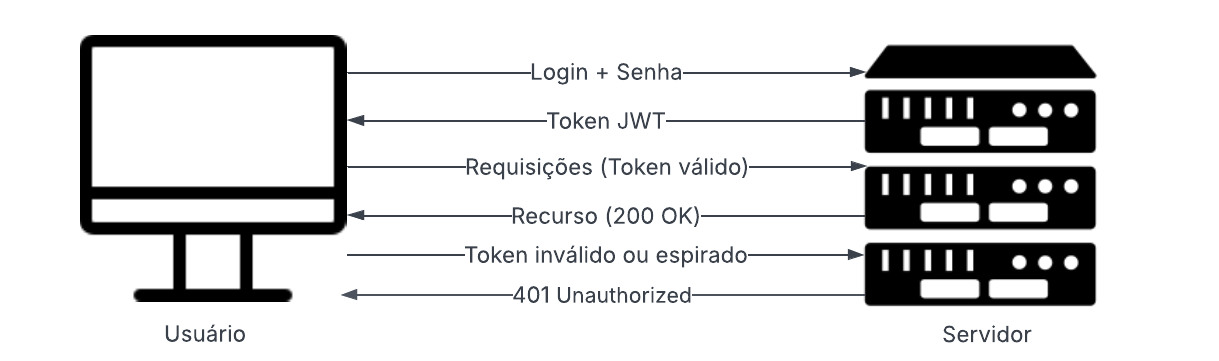 Login + Senha
Token JWT
Requisições (Token válido)
Recurso (200 OK)
Token inválido ou espirado
401 Unauthorized
Usuário
Servidor